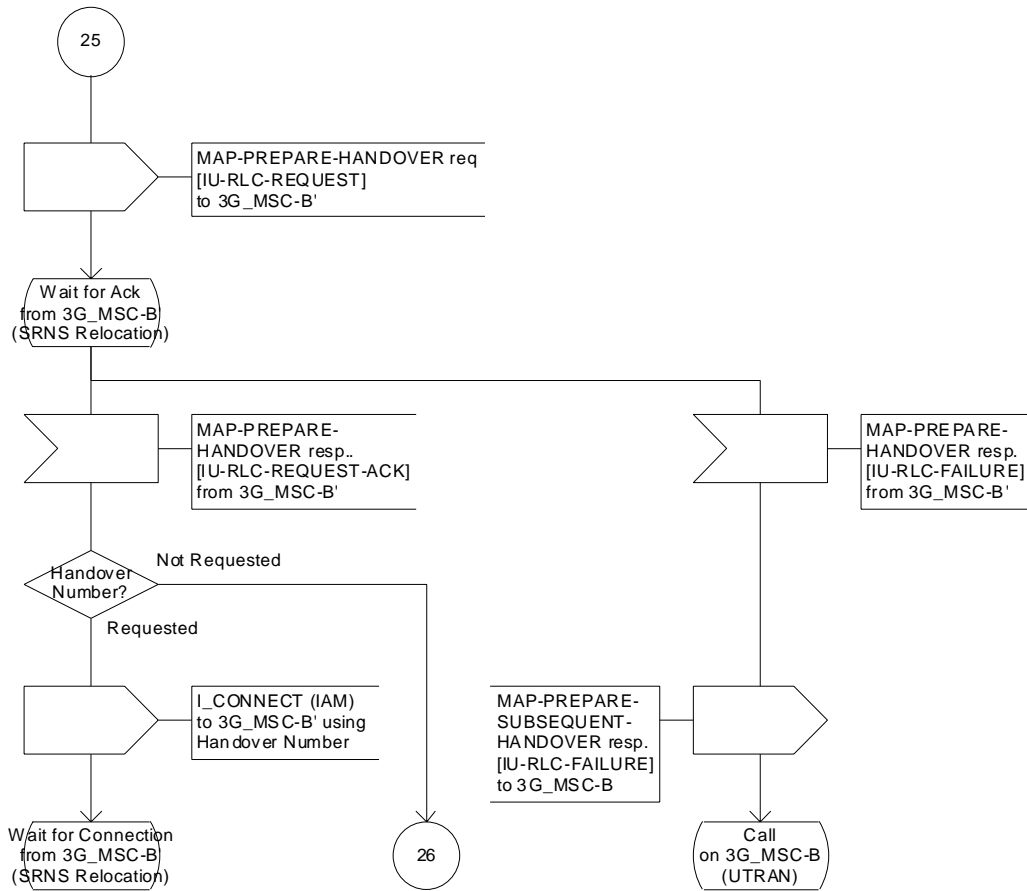 25
MAP-PREPARE-HANDOVER req
[IU-RLC-REQUEST]
to 3G_MSC-B'
Wait for Ack
from 3G_MSC-B'
(SRNS Relocation)
MAP-PREPARE-
HANDOVER resp..
[IU-RLC-REQUEST-ACK]
from 3G_MSC-B'
MAP-PREPARE-
HANDOVER resp.
[IU-RLC-FAILURE]
from 3G_MSC-B'
Handover
Number?
Not Requested
Requested
I_CONNECT (IAM)
to 3G_MSC-B' using
Handover Number
MAP-PREPARE-
SUBSEQUENT-
HANDOVER resp.
[IU-RLC-FAILURE]
to 3G_MSC-B
Wait for Connection
from 3G_MSC-B'
(SRNS Relocation)
26
Call
on 3G_MSC-B
(UTRAN)